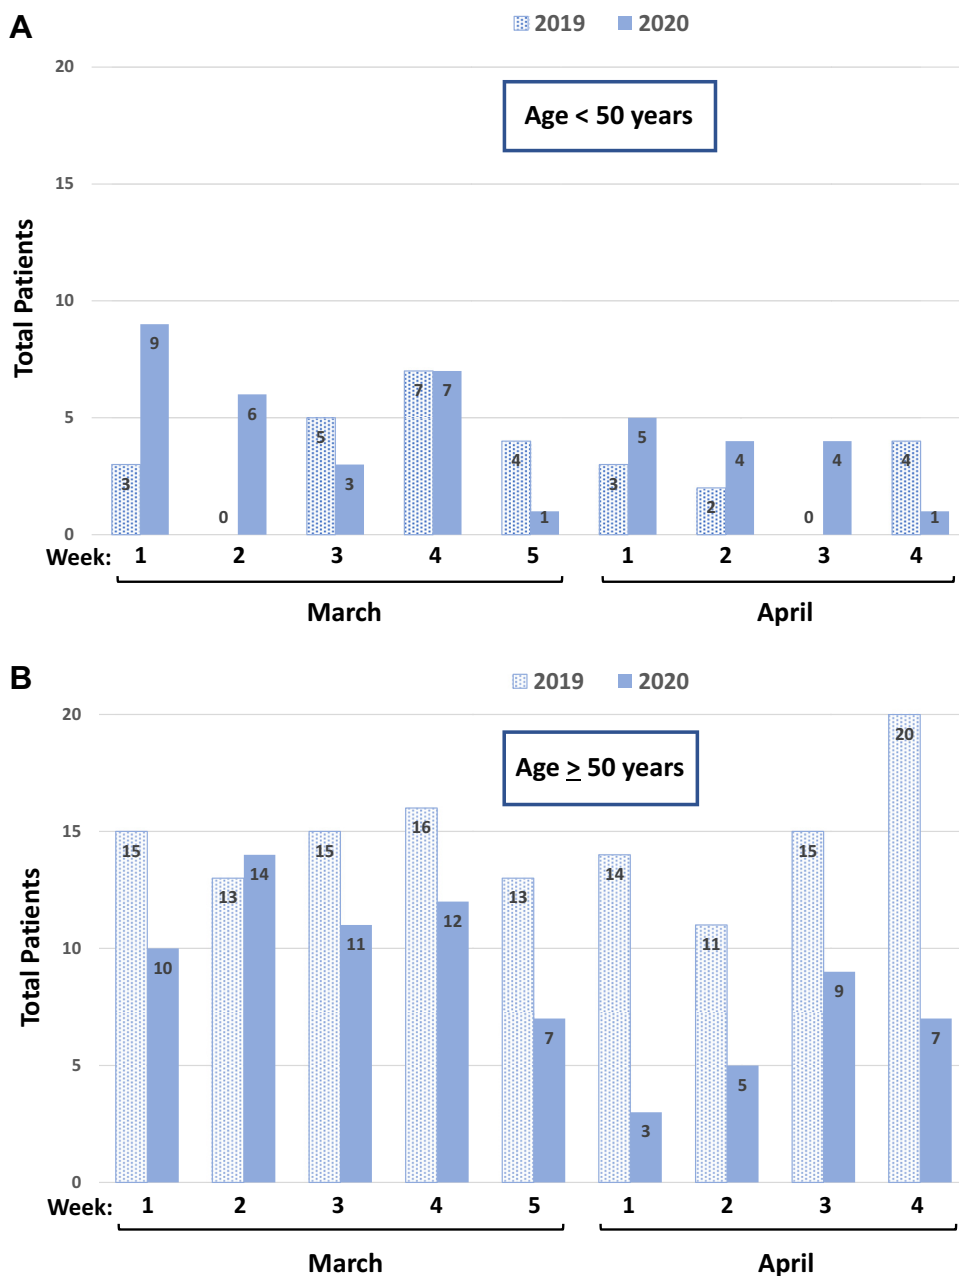 A
2019 2020
20
Age < 50 years
15
Total Patients
10
9
7 7
6
5
5 5
4 4 4 4
3 3 3
2
1 1
0 0
0
Week: 1 2 3 4 5 1 2 3 4
March April
B
2019 2020
20
20
Age ≥ 50 years
16
15
15 15 15
14 14
13 13
12
11 11
Total Patients
10
10
9
7 7
5
5
3
0
Week: 1 2 3 4 5 1 2 3 4
March April